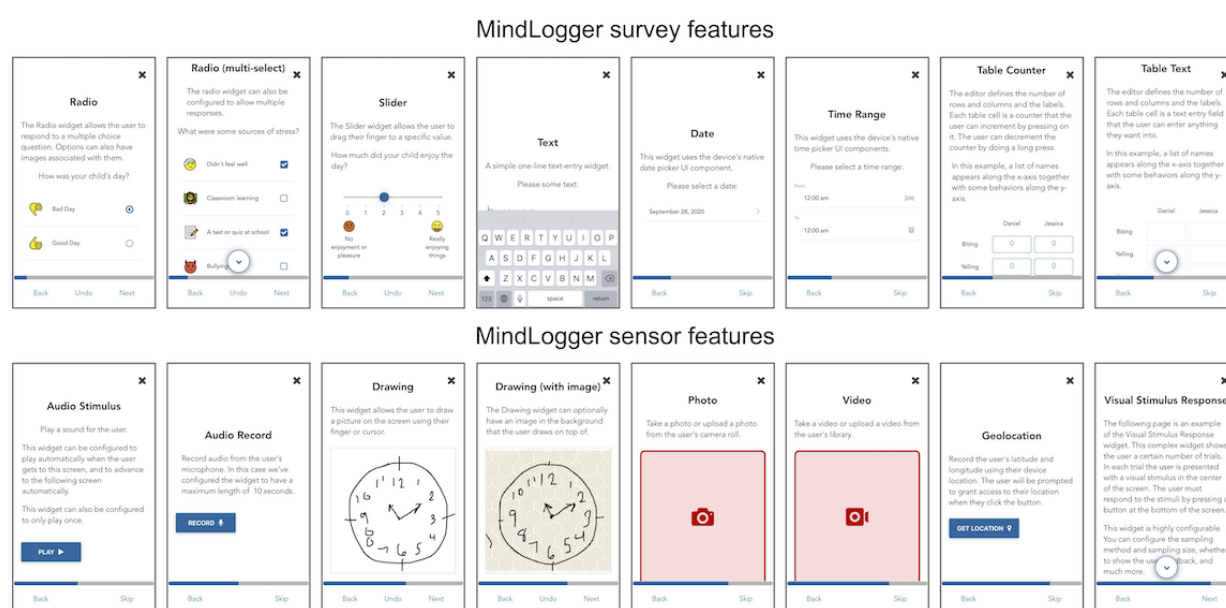 MindLogger survey features
Radio
The Radio widget allows the user to
respond to a multiple choice
question. Options can also have
images associated with them.
How was your child's day?
Bad Day
Good Day
Back Undo Next
Radio (multi-select)
The radio widget can also be
configured to allow multiple
responses.
What were some sources of stress?
Didn't feel well
Classroom learning
A test or quiz at school
Bullying
Back Undo Next
Slider
The Slider widget allows the user to
drag their finger to a specific value.
How much did your child enjoy the
day?
0 1 2 3 4 5
No Really
enjoyment or enjoying
pleasure things
Back Undo Next
Text
A simple one-line text-entry widget.
Please some text:
Q W E R T Y U I O P
A S D F G H J K L
Z X C V B N M
123 space return
Date
This widget uses the device's native
date picker UI component.
Please select a date:
September 28, 2020
Back Skip
Time Range
This widget uses the device's native
time picker UI components.
Please select a time range:
From
12:00 am
To
12:00 am
Back Skip
Table Counter
The editor defines the number of
rows and columns and the labels.
Each table cell is a counter that the
user can increment by pressing on
it. The user can decrement the
counter by doing a long press.
In this example, a list of names
appears along the x-axis together
with some behaviors along the y-
axis.
Daniel Jessica
Biting 0 0
Yelling 0 0
Back Skip
Table Text
The editor defines the number of
rows and columns and the labels.
Each table cell is a text entry field
that the user can enter anything
they want into.
In this example, a list of names
appears along the x-axis together
with some behaviors along the y-
axis.
Daniel Jessica
Biting
Yelling
Back Skip
MindLogger sensor features
Audio Stimulus
Play a sound for the user.
This widget can be configured to
play automatically when the user
gets to this screen, and to advance
to the following screen
automatically.
This widget can also be configured
to only play once.
PLAY
Back Skip
Audio Record
Record audio from the user's
microphone. In this case we've
configured the widget to have a
maximum length of 10 seconds.
RECORD
Back Skip
Drawing
This widget allows the user to draw
a picture on the screen using their
finger or cursor.
Back Undo Next
Drawing (with image)
The Drawing widget can optionally
have an image in the background
that the user draws on top of.
Back Undo Next
Photo
Take a photo or upload a photo
from the user's camera roll.
Back Skip
Video
Take a video or upload a video from
the user's library.
Back Skip
Geolocation
Record the user's latitude and
longitude using their device
location. The user will be prompted
to grant access to their location
when they click the button.
GET LOCATION
Back Skip
Visual Stimulus Response
The following page is an example
of the Visual Stimulus Response
widget. This complex widget shows
the user a certain number of trials.
In each trial the user is presented
with a visual stimulus in the center
of the screen. The user must
respond to the stimuli by pressing a
button at the bottom of the screen.
This widget is highly configurable.
You can configure the sampling
method and sampling size, whether
to show the use dback, and
much more.
Back Next